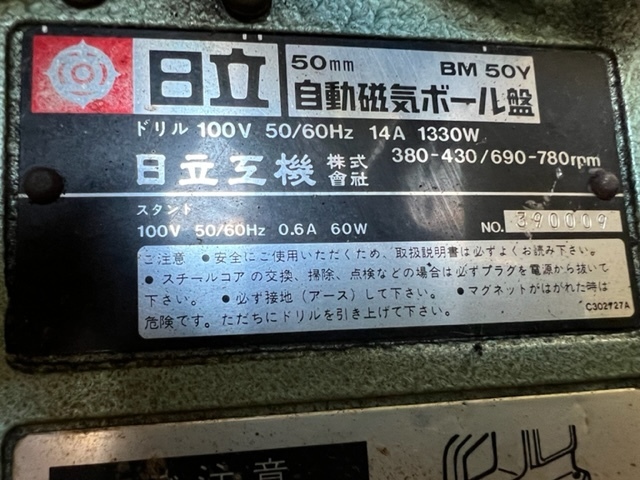 日立
50mm BM 50Y
自動磁気ボール盤
ドリル 100V 50/60Hz 14A 1330W
日立工機 株式會社 380-430/690-780rpm
スタンド
100V 50/60Hz 0.6A 60W NO. 390009
ご注意 ●安全にご使用いただくため、取扱説明書は必ずよくお読み下さい。
●スチールコアの交換、掃除、点検などの場合は必ずプラグを電源から抜いて
下さい。 ●必ず接地(アース)して下さい。 ●マグネットがはがれた時は
危険です。ただちにドリルを引き上げて下さい。 C302727A
ご注意